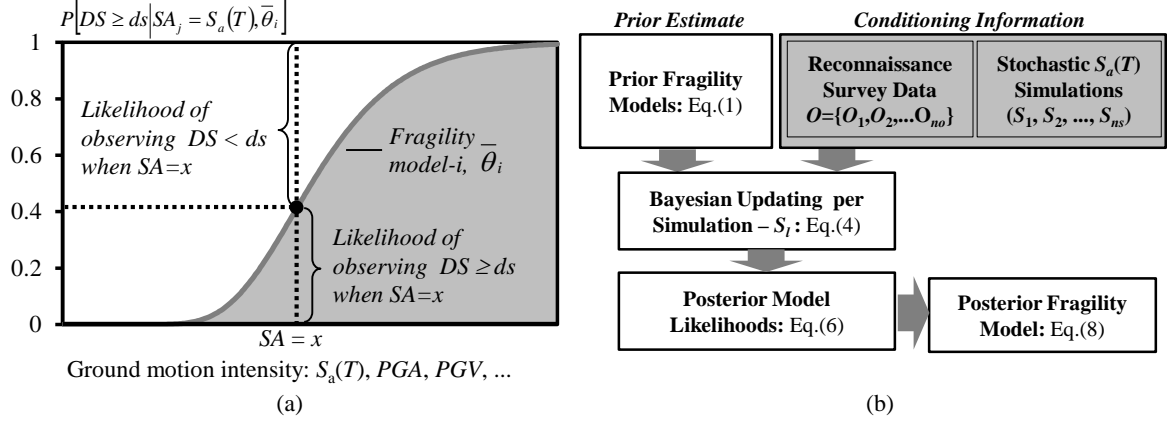 P[DS ≥ ds|SA_j = S_a(T), θ̅_i]
1
0.8
0.6
0.4
0.2
0
Likelihood of
observing DS < ds
when SA=x
Fragility
model-i, θ̅_i
Likelihood of
observing DS ≥ ds
when SA=x
SA = x
Ground motion intensity: S_a(T), PGA, PGV, ...
(a)
Prior Estimate
Conditioning Information
Prior Fragility
Models: Eq.(1)
Reconnaissance
Survey Data
O={O_1,O_2,...O_no}
Stochastic S_a(T)
Simulations
(S_1, S_2, ..., S_ns)
Bayesian Updating per
Simulation – S_l : Eq.(4)
Posterior Model
Likelihoods: Eq.(6)
Posterior Fragility
Model: Eq.(8)
(b)